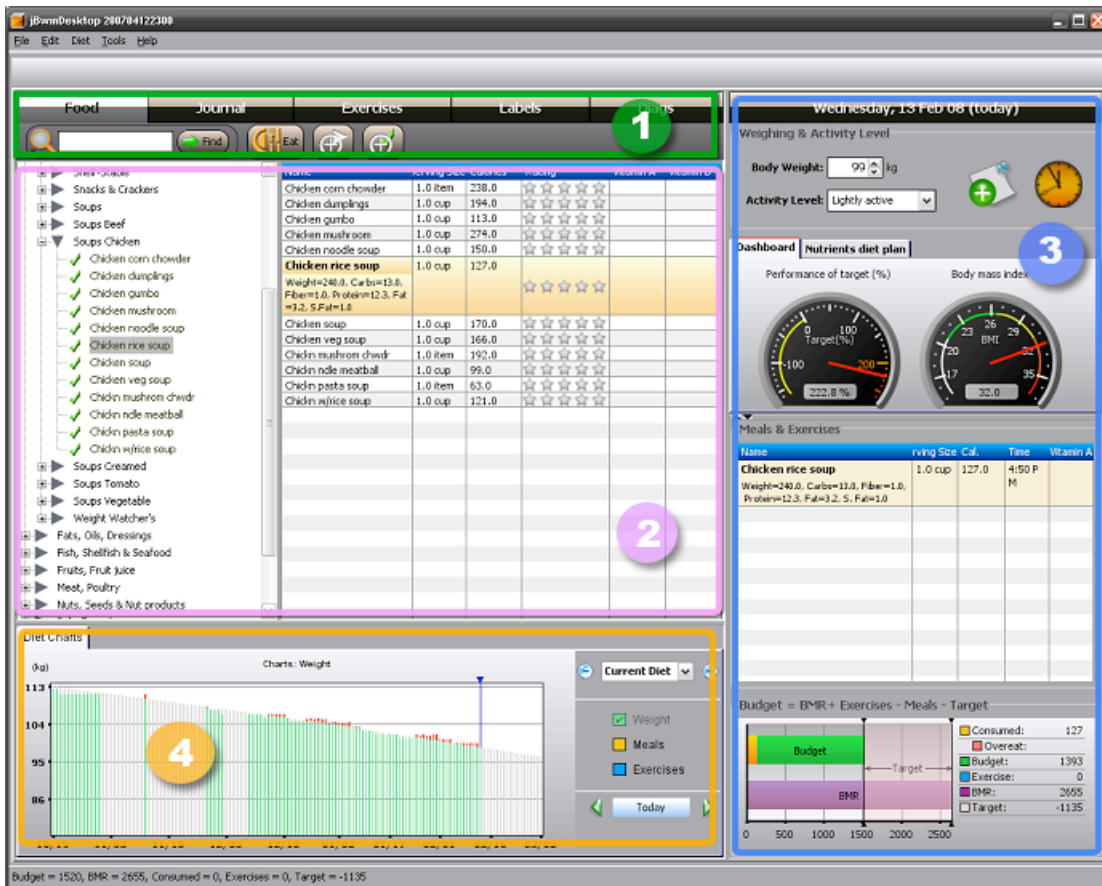 jBwmDesktop 200704122300
File Edit Diet Tools Help
Food Journal Exercises Labels
1
Find Eat
Snacks & Crackers
Soups
Soups Beef
Soups Chicken
Chicken corn chowder
Chicken dumplings
Chicken gumbo
Chicken mushroom
Chicken noodle soup
Chicken rice soup
Chicken soup
Chicken veg soup
Chickn mushrom chwdr
Chickn ndle meatball
Chickn pasta soup
Chickn w/rice soup
Soups Creamed
Soups Tomato
Soups Vegetable
Weight Watcher's
Fats, Oils, Dressings
Fish, Shellfish & Seafood
Fruits, Fruit juice
Meat, Poultry
Nuts, Seeds & Nut products
Name Serving Size Calories Rating Vitamin A Vitamin D
Chicken corn chowder 1.0 item 238.0
Chicken dumplings 1.0 cup 194.0
Chicken gumbo 1.0 cup 113.0
Chicken mushroom 1.0 cup 274.0
Chicken noodle soup 1.0 cup 150.0
Chicken rice soup 1.0 cup 127.0
Weight=240.0, Carbs=13.0,
Fiber=1.0, Protein=12.3, Fat
=3.2, S.Fat=1.0
Chicken soup 1.0 cup 170.0
Chicken veg soup 1.0 cup 166.0
Chickn mushrom chwdr 1.0 item 192.0
Chickn ndle meatball 1.0 cup 99.0
Chickn pasta soup 1.0 item 63.0
Chickn w/rice soup 1.0 cup 121.0
2
Wednesday, 13 Feb 08 (today)
Weighing & Activity Level
Body Weight: 99 kg
Activity Level: Lightly active
3
Dashboard Nutrients diet plan
Performance of target (%) Body mass index
-100 0 100 200
Target(%)
222.8 %
17 20 23 26 29 32 35
BMI
32.0
Meals & Exercises
Name rving Size Cal. Time Vitamin A
Chicken rice soup 1.0 cup 127.0 4:50 P
M
Weight=240.0, Carbs=13.0, Fiber=1.0,
Protein=12.3, Fat=3.2, S. Fat=1.0
Budget = BMR+ Exercises - Meals - Target
Budget
Target
BMR
0 500 1000 1500 2000 2500
Consumed: 127
Overeat:
Budget: 1393
Exercise: 0
BMR: 2655
Target: -1135
Diet Charts
(kg) Charts: Weight
113
104
95
86
4
Current Diet
Weight
Meals
Exercises
Today
Budget = 1520, BMR = 2655, Consumed = 0, Exercises = 0, Target = -1135